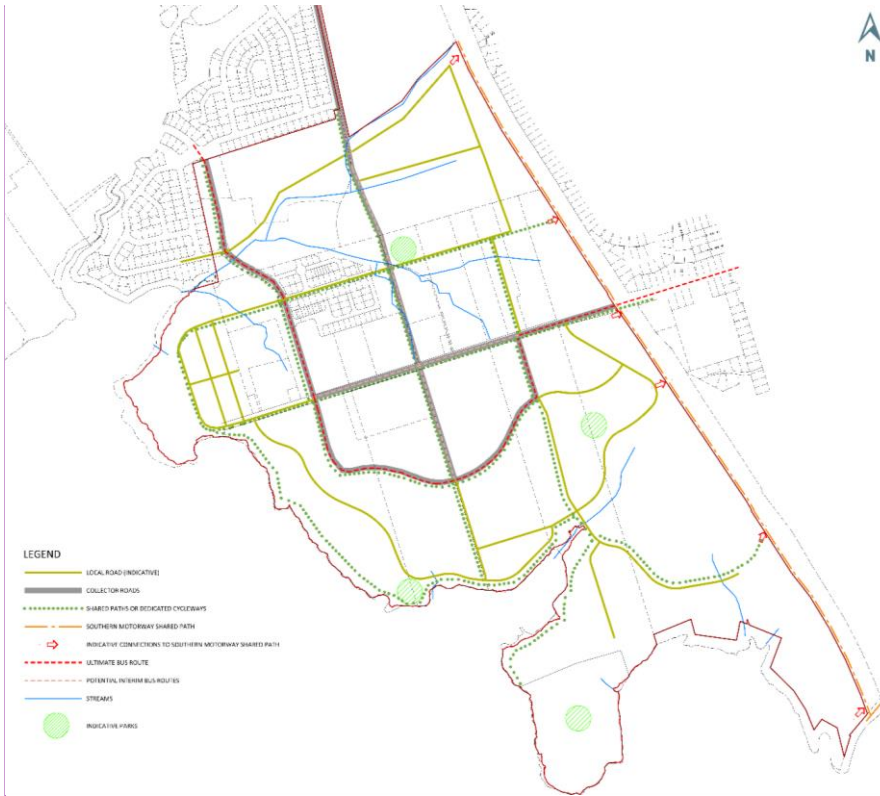 N
LEGEND
LOCAL ROAD (INDICATIVE)
COLLECTOR ROADS
SHARED PATHS OR DEDICATED CYCLEWAYS
SOUTHERN MOTORWAY SHARED PATH
INDICATIVE CONNECTIONS TO SOUTHERN MOTORWAY SHARED PATH
ULTIMATE BUS ROUTE
POTENTIAL INTERIM BUS ROUTES
STREAMS
INDICATIVE PARKS